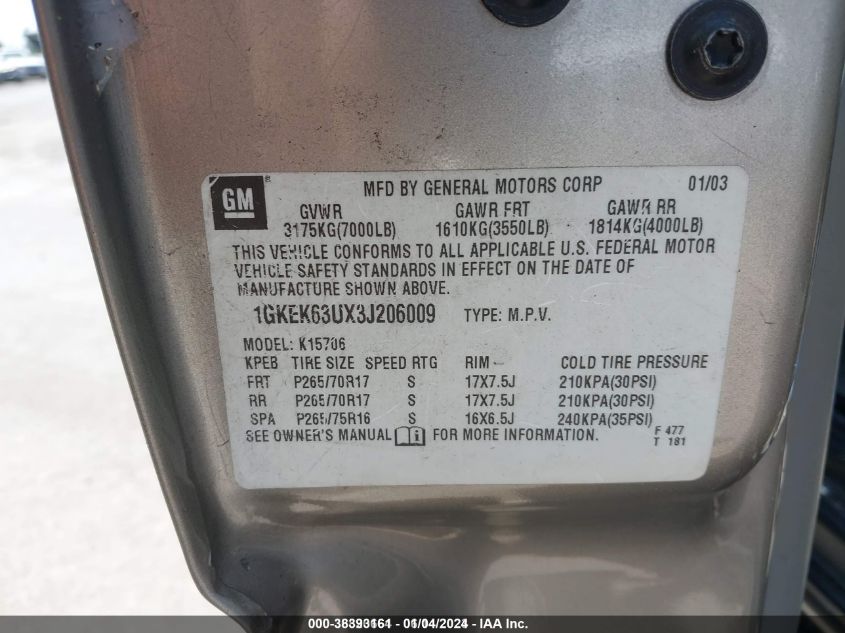 GM ® MFD BY GENERAL MOTORS CORP 01/03
GVWR GAWR FRT GAWR RR
3175KG(7000LB) 1610KG(3550LB) 1814KG(4000LB)
THIS VEHICLE CONFORMS TO ALL APPLICABLE U.S. FEDERAL MOTOR
VEHICLE SAFETY STANDARDS IN EFFECT ON THE DATE OF
MANUFACTURE SHOWN ABOVE.
1GKEK63UX3J206009 TYPE: M.P.V.
MODEL: K15706
KPEB TIRE SIZE SPEED RTG RIM COLD TIRE PRESSURE
FRT P265/70R17 S 17X7.5J 210KPA(30PSI)
RR P265/70R17 S 17X7.5J 210KPA(30PSI)
SPA P265/75R16 S 16X6.5J 240KPA(35PSI)
SEE OWNER'S MANUAL FOR MORE INFORMATION. F 477
T 181
000-38393161 - 01/04/2024 - IAA Inc.